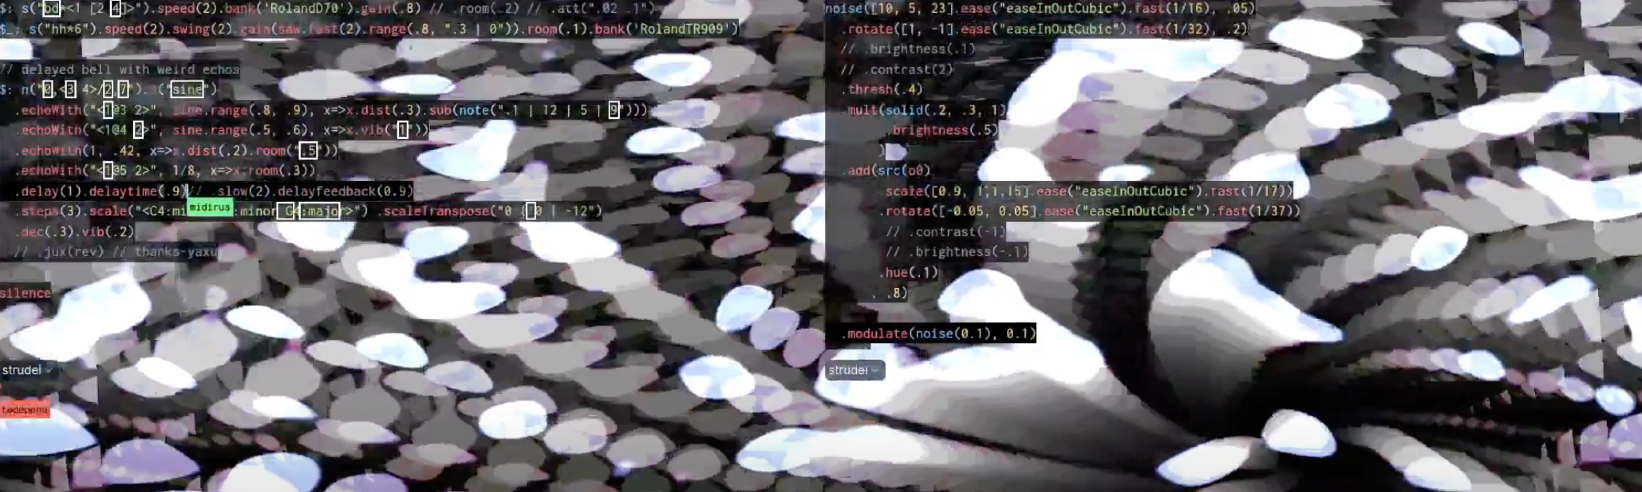 $: s("bd*<1 [2 4]>").speed(2).bank('RolandD70').gain(.8) // .room(.2) // .att(".02 .1")
$_: s("hh*6").speed(2).swing(2).gain(saw.fast(2).range(.8, ".3 | 0")).room(.1).bank('RolandTR909')
// delayed bell with weird echos
$: n("0,<3 4>/2,7").s("sine")
.echoWith("<103 2>", sine.range(.8, .9), x=>x.dist(.3).sub(note(".1 | 12 | 5 | 9")))
.echoWith("<104 2>", sine.range(.5, .6), x=>x.vib("1"))
.echoWith(1, .42, x=>x.dist(.2).room(".5"))
.echoWith("<105 2>", 1/8, x=>x.room(.3))
.delay(1).delaytime(.9)// .slow(2).delayfeedback(0.9)
midirus
.steps(3).scale("<C4:minor G4:major>") .scaleTranspose("0 | -12")
.dec(.3).vib(.2)
// .jux(rev) // thanks-yaxu
silence
strudel
todepond
noise([10, 5, 23].ease("easeInOutCubic").fast(1/16), .05)
.rotate([1, -1].ease("easeInOutCubic").fast(1/32), .2)
// .brightness(.1)
// .contrast(2)
.thresh(.4)
.mult(solid(.2, .3, 1)
.brightness(.5)
)
.add(src(o0)
.scale([0.9, 1.1,15].ease("easeInOutCubic").fast(1/17))
.rotate([-0.05, 0.05].ease("easeInOutCubic").fast(1/37))
// .contrast(-1)
// .brightness(-.1)
.hue(.1)
, .8)
.modulate(noise(0.1), 0.1)
strudel